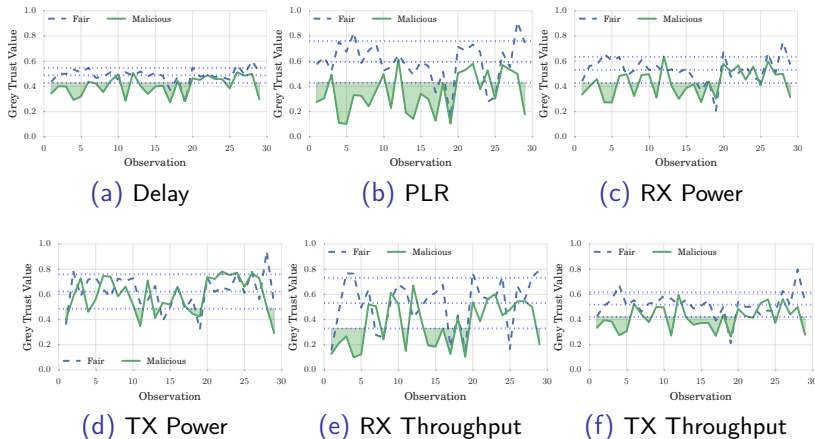 Fair Malicious
Grey Trust Value
1.0
0.8
0.6
0.4
0.2
0.0
0 5 10 15 20 25 30
Observation
(a) Delay
Fair Malicious
Grey Trust Value
1.0
0.8
0.6
0.4
0.2
0.0
0 5 10 15 20 25 30
Observation
(b) PLR
Fair Malicious
Grey Trust Value
1.0
0.8
0.6
0.4
0.2
0.0
0 5 10 15 20 25 30
Observation
(c) RX Power
Grey Trust Value
1.0
0.8
0.6
0.4
0.2
0.0
Fair Malicious
0 5 10 15 20 25 30
Observation
(d) TX Power
Fair Malicious
Grey Trust Value
1.0
0.8
0.6
0.4
0.2
0.0
0 5 10 15 20 25 30
Observation
(e) RX Throughput
Fair Malicious
Grey Trust Value
1.0
0.8
0.6
0.4
0.2
0.0
0 5 10 15 20 25 30
Observation
(f) TX Throughput